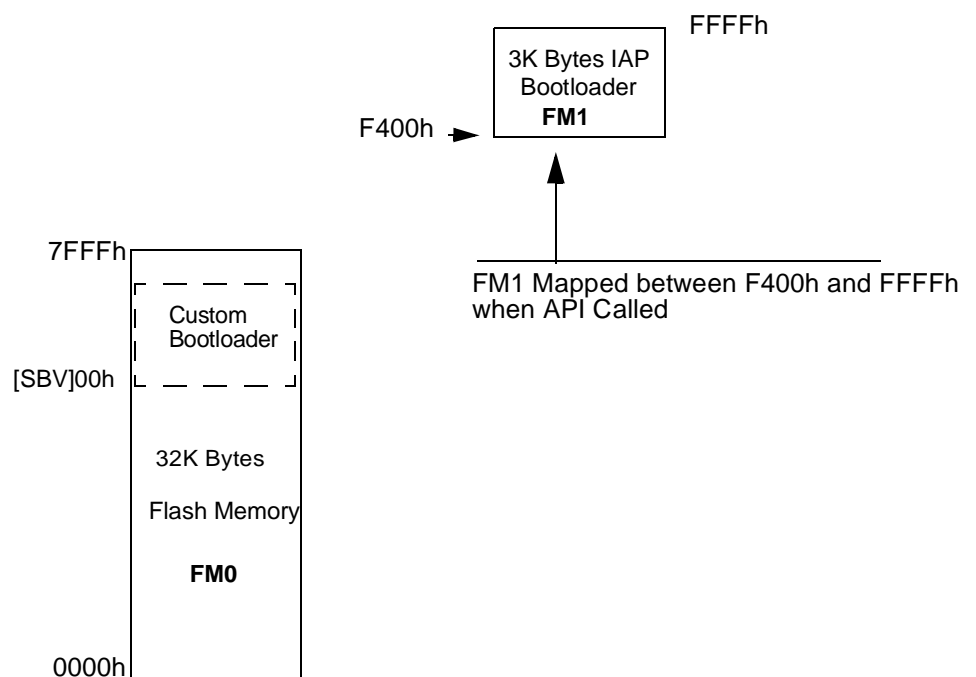 FFFFh
3K Bytes IAP
Bootloader
FM1
F400h
7FFFh
FM1 Mapped between F400h and FFFFh
when API Called
Custom
Bootloader
[SBV]00h
32K Bytes
Flash Memory
FM0
0000h